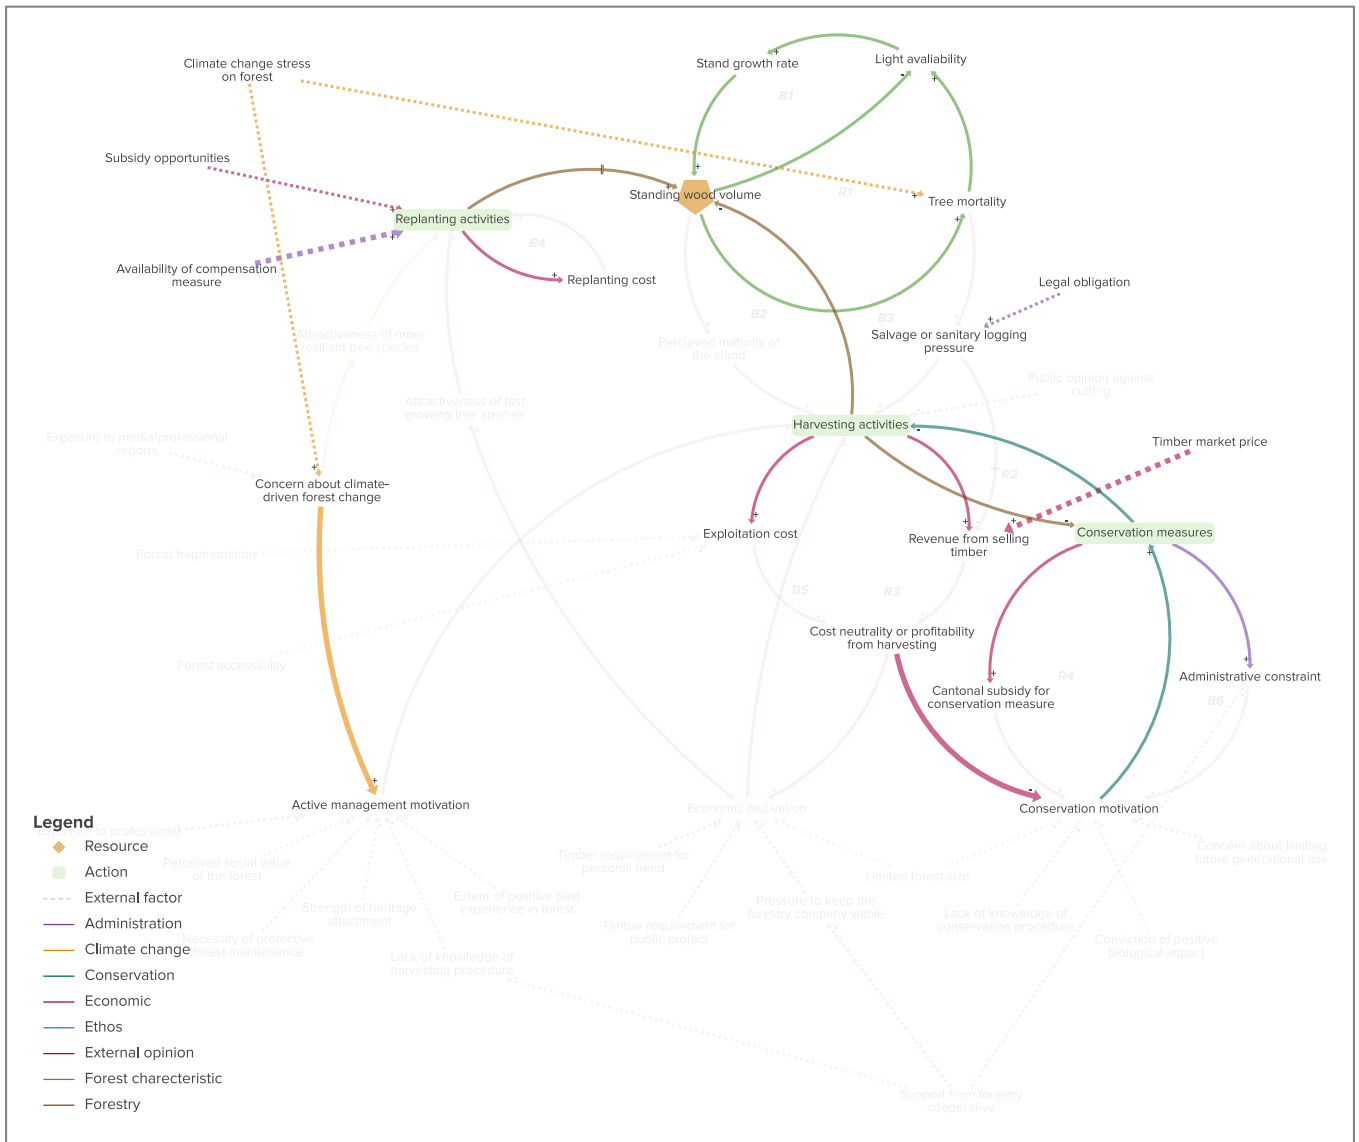 Climate change stress
on forest
Stand growth rate
Light avaliability
B1
Subsidy opportunities
Standing wood volume
R1
Tree mortality
Replanting activities
B4
Availability of compensation
measure
Replanting cost
Legal obligation
B2
B3
Attractiveness of more
resiliant tree species
Percieved maturity of
the stand
Salvage or sanitary logging
pressure
Public opinion against
cutting
Attractiveness of fast
growing tree species
Harvesting activities
Exposure to media/professional
reports
Timber market price
Concern about climate-
driven forest change
R2
Forest fragmentation
Exploitation cost
Revenue from selling
timber
Conservation measures
B5
R3
Cost neutrality or profitability
from harvesting
Forest accessibility
R4
Administrative constraint
Cantonal subsidy for
conservation measure
B6
Active management motivation
Economic motivation
Conservation motivation
Exposure to professional
Perceived social value
of the forest
Timber requirement for
personal need
Concern about limiting
future generational use
Limited forest size
Extent of positive past
experience in forest
Strength of heritage
attachment
Pressure to keep the
forestry company viable
Lack of knowledge of
conservation procedure
Timber requirement for
public project
Necessity of protective
forest maintenance
Conviction of positive
biological impact
Lack of knowledge of
harvesting procedure
Support from forestry
cooperative
Legend
Resource
Action
External factor
Administration
Climate change
Conservation
Economic
Ethos
External opinion
Forest charecteristic
Forestry